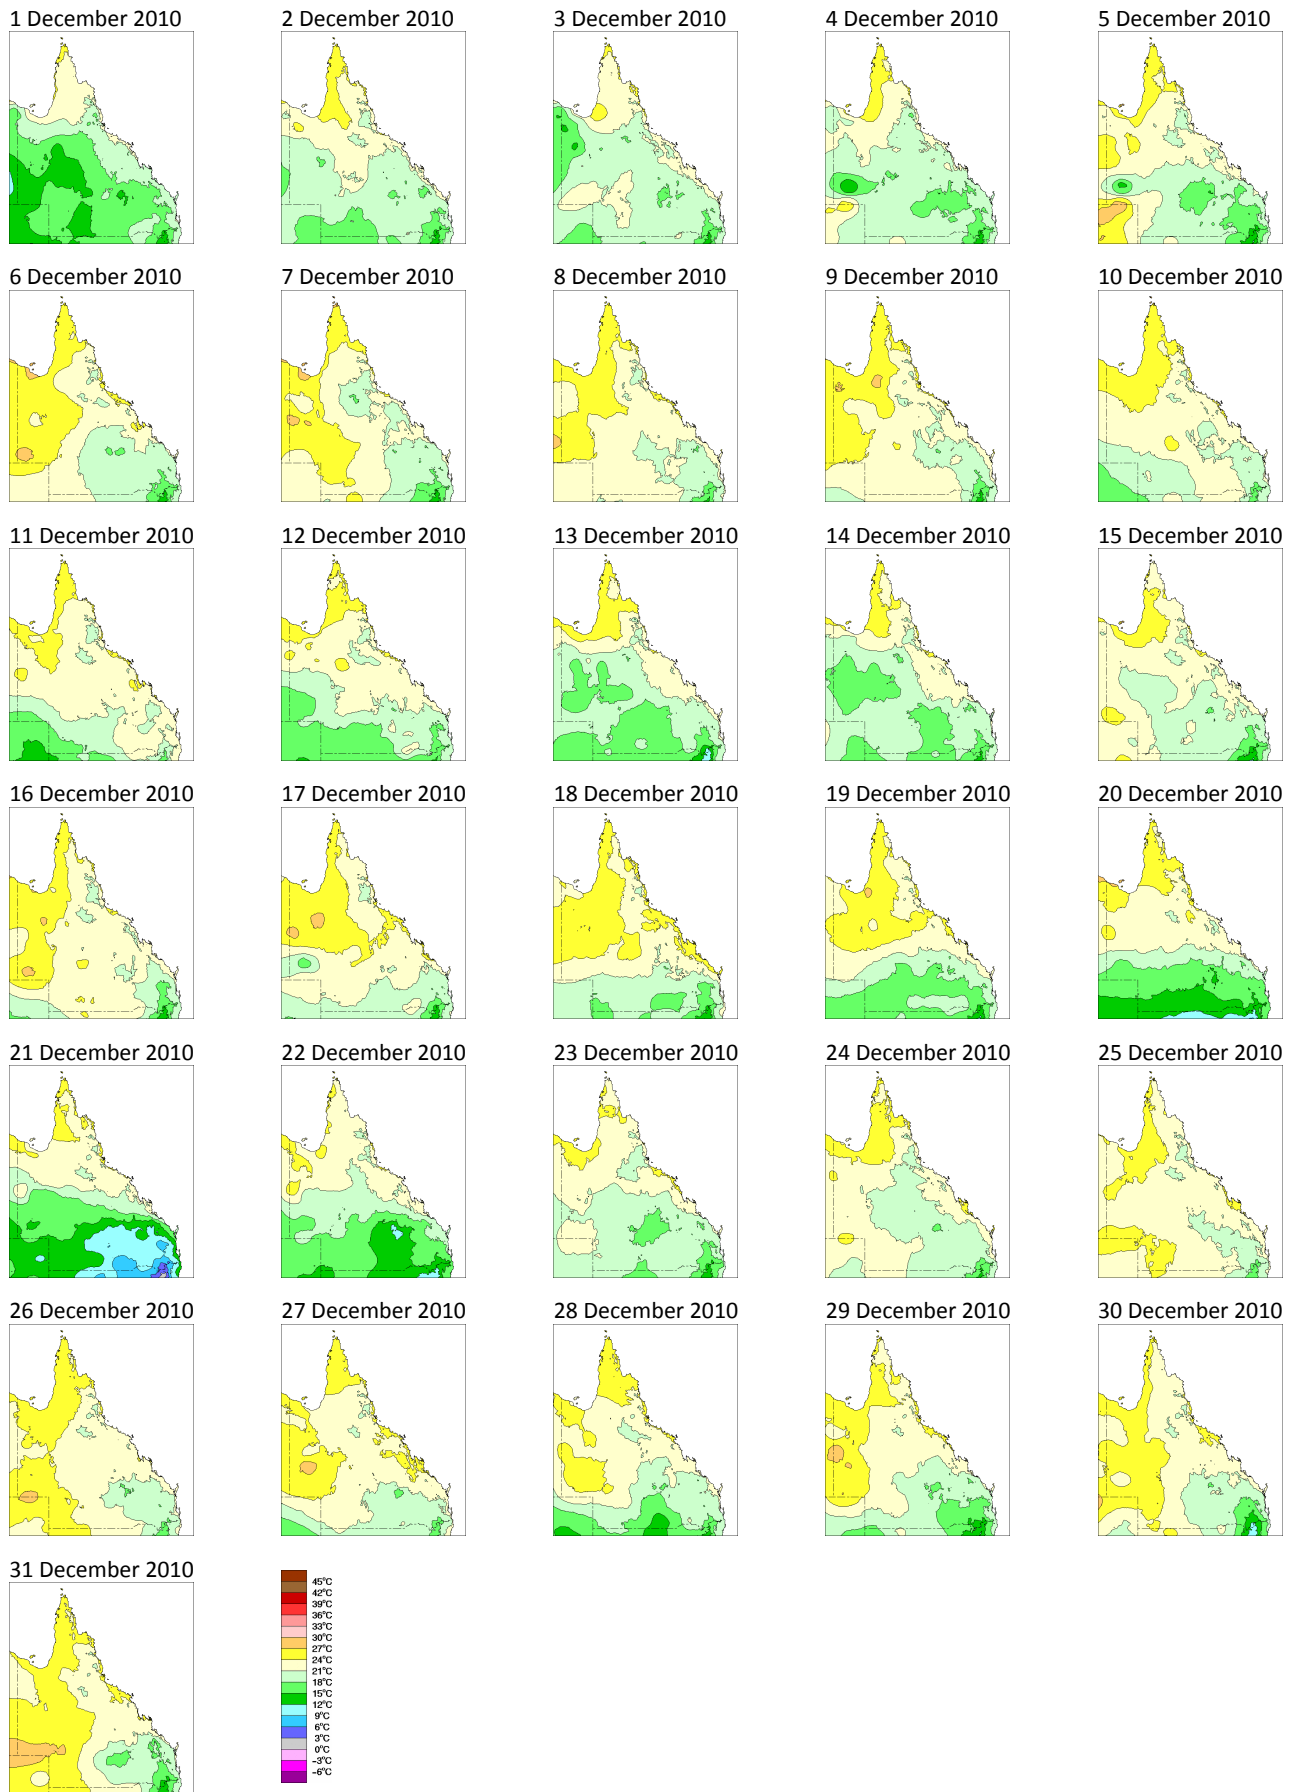 1 December 2010
2 December 2010
3 December 2010
4 December 2010
5 December 2010
6 December 2010
7 December 2010
8 December 2010
9 December 2010
10 December 2010
11 December 2010
12 December 2010
13 December 2010
14 December 2010
15 December 2010
16 December 2010
17 December 2010
18 December 2010
19 December 2010
20 December 2010
21 December 2010
22 December 2010
23 December 2010
24 December 2010
25 December 2010
26 December 2010
27 December 2010
28 December 2010
29 December 2010
30 December 2010
31 December 2010
45°C
42°C
39°C
36°C
33°C
30°C
27°C
24°C
21°C
18°C
15°C
12°C
9°C
6°C
3°C
0°C
-3°C
-6°C